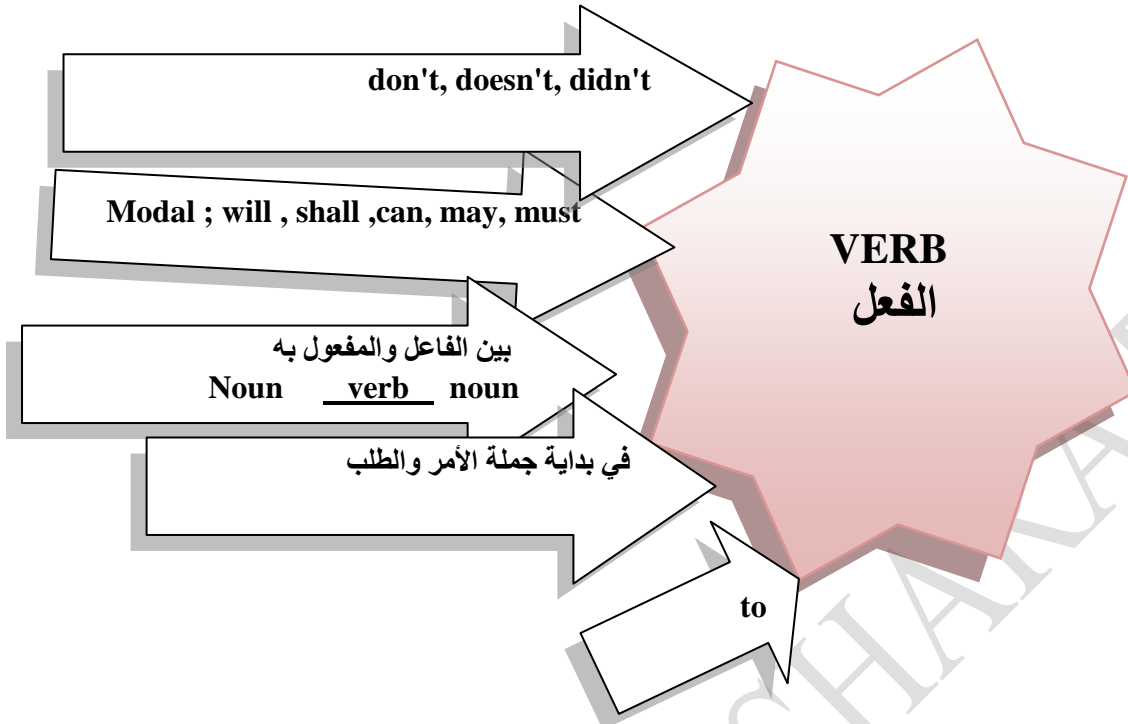 don't, doesn't, didn't
Modal ; will , shall ,can, may, must
VERB
الفعل
بين الفاعل والمفعول به
Noun verb noun
في بداية جملة الأمر والطلب
to